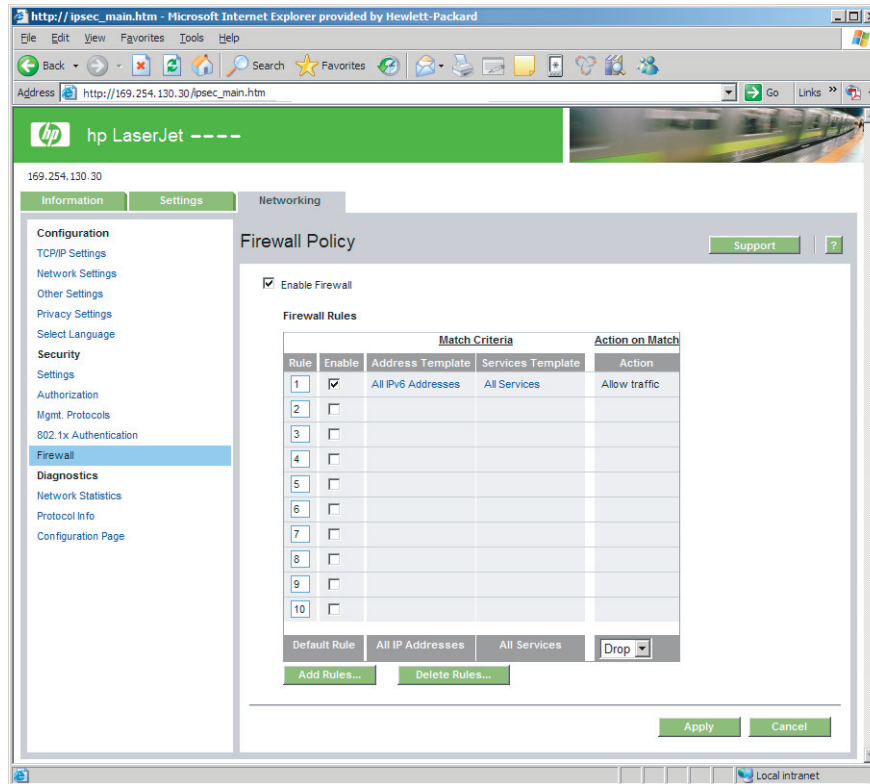 http:// ipsec_main.htm - Microsoft Internet Explorer provided by Hewlett-Packard
File Edit View Favorites Tools Help
Back Search Favorites
Address http://169.254.130.30/ipsec_main.htm Go Links »
hp hp LaserJet ----
169.254.130.30
Information Settings Networking
Configuration
TCP/IP Settings
Network Settings
Other Settings
Privacy Settings
Select Language
Security
Settings
Authorization
Mgmt. Protocols
802.1x Authentication
Firewall
Diagnostics
Network Statistics
Protocol Info
Configuration Page
Firewall Policy
Support ?
Enable Firewall
Firewall Rules
Match Criteria Action on Match
Rule Enable Address Template Services Template Action
1 All IPv6 Addresses All Services Allow traffic
2
3
4
5
6
7
8
9
10
Default Rule All IP Addresses All Services Drop
Add Rules... Delete Rules...
Apply Cancel
Local intranet